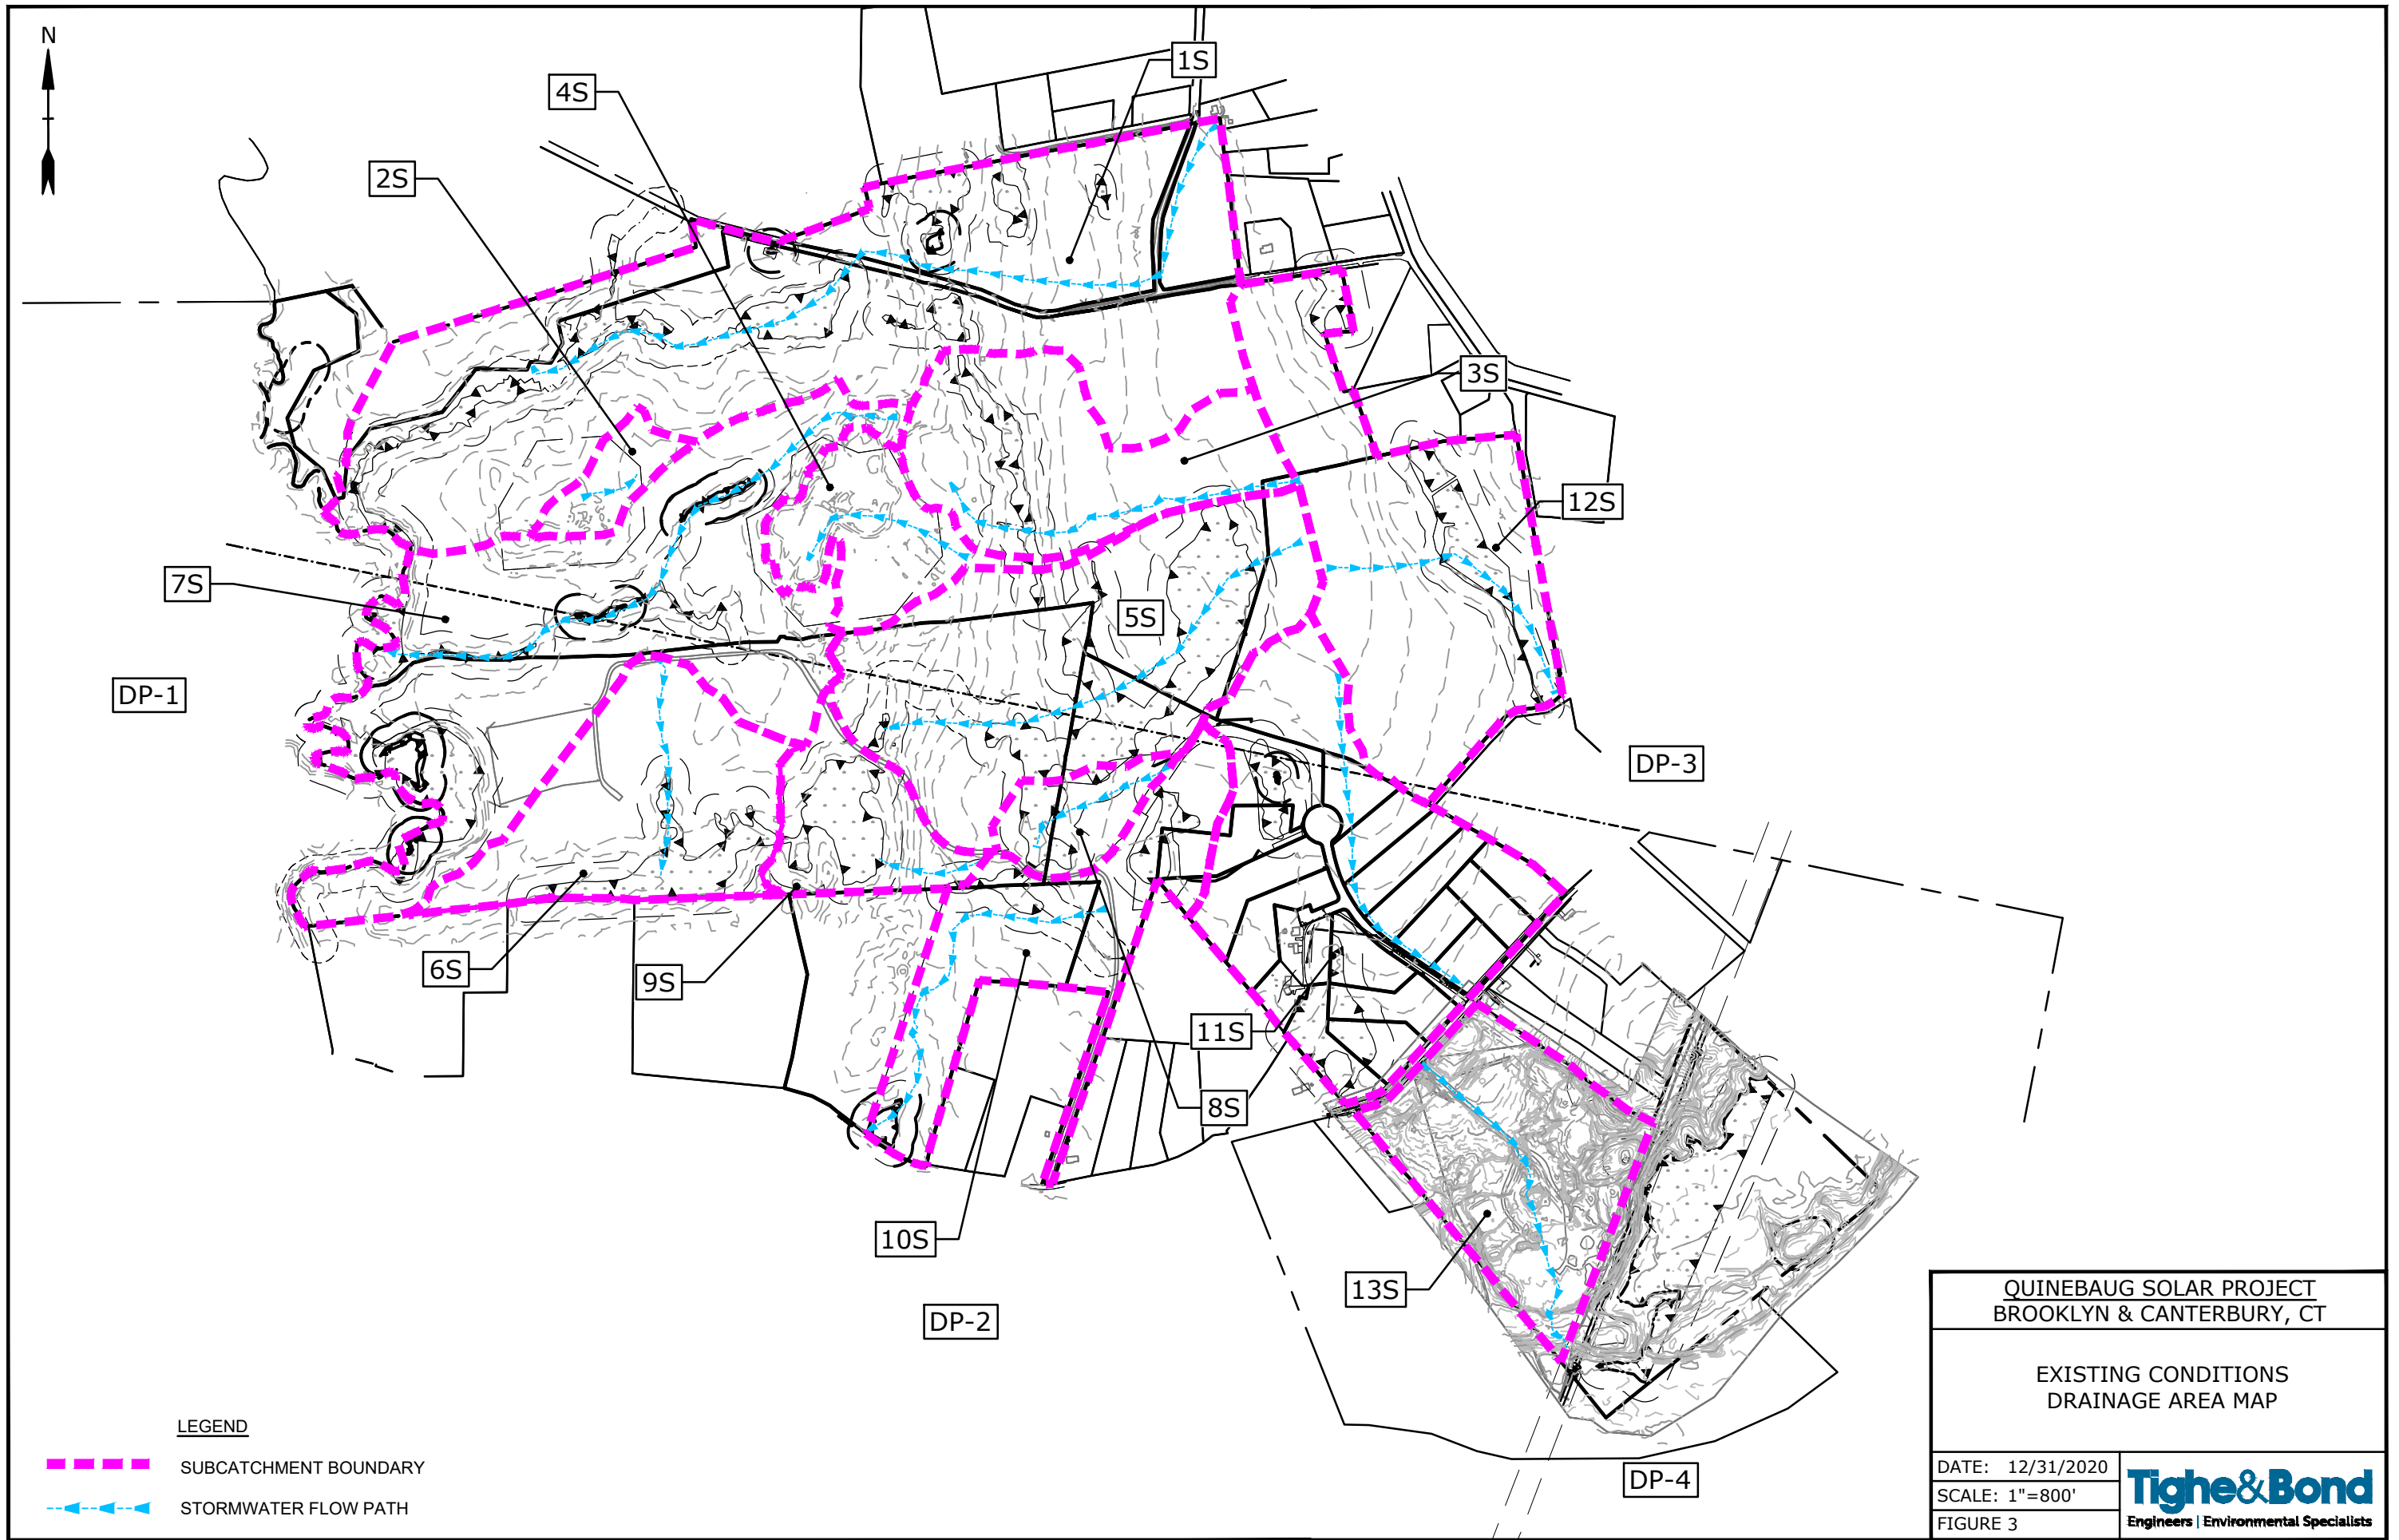 N
1S
4S
2S
3S
12S
7S
5S
DP-1
DP-3
6S
9S
11S
8S
10S
13S
DP-2
DP-4
LEGEND
SUBCATCHMENT BOUNDARY
STORMWATER FLOW PATH
QUINEBAUG SOLAR PROJECT
BROOKLYN & CANTERBURY, CT
EXISTING CONDITIONS
DRAINAGE AREA MAP
DATE: 12/31/2020
SCALE: 1"=800'
FIGURE 3
Tighe&Bond
Engineers | Environmental Specialists